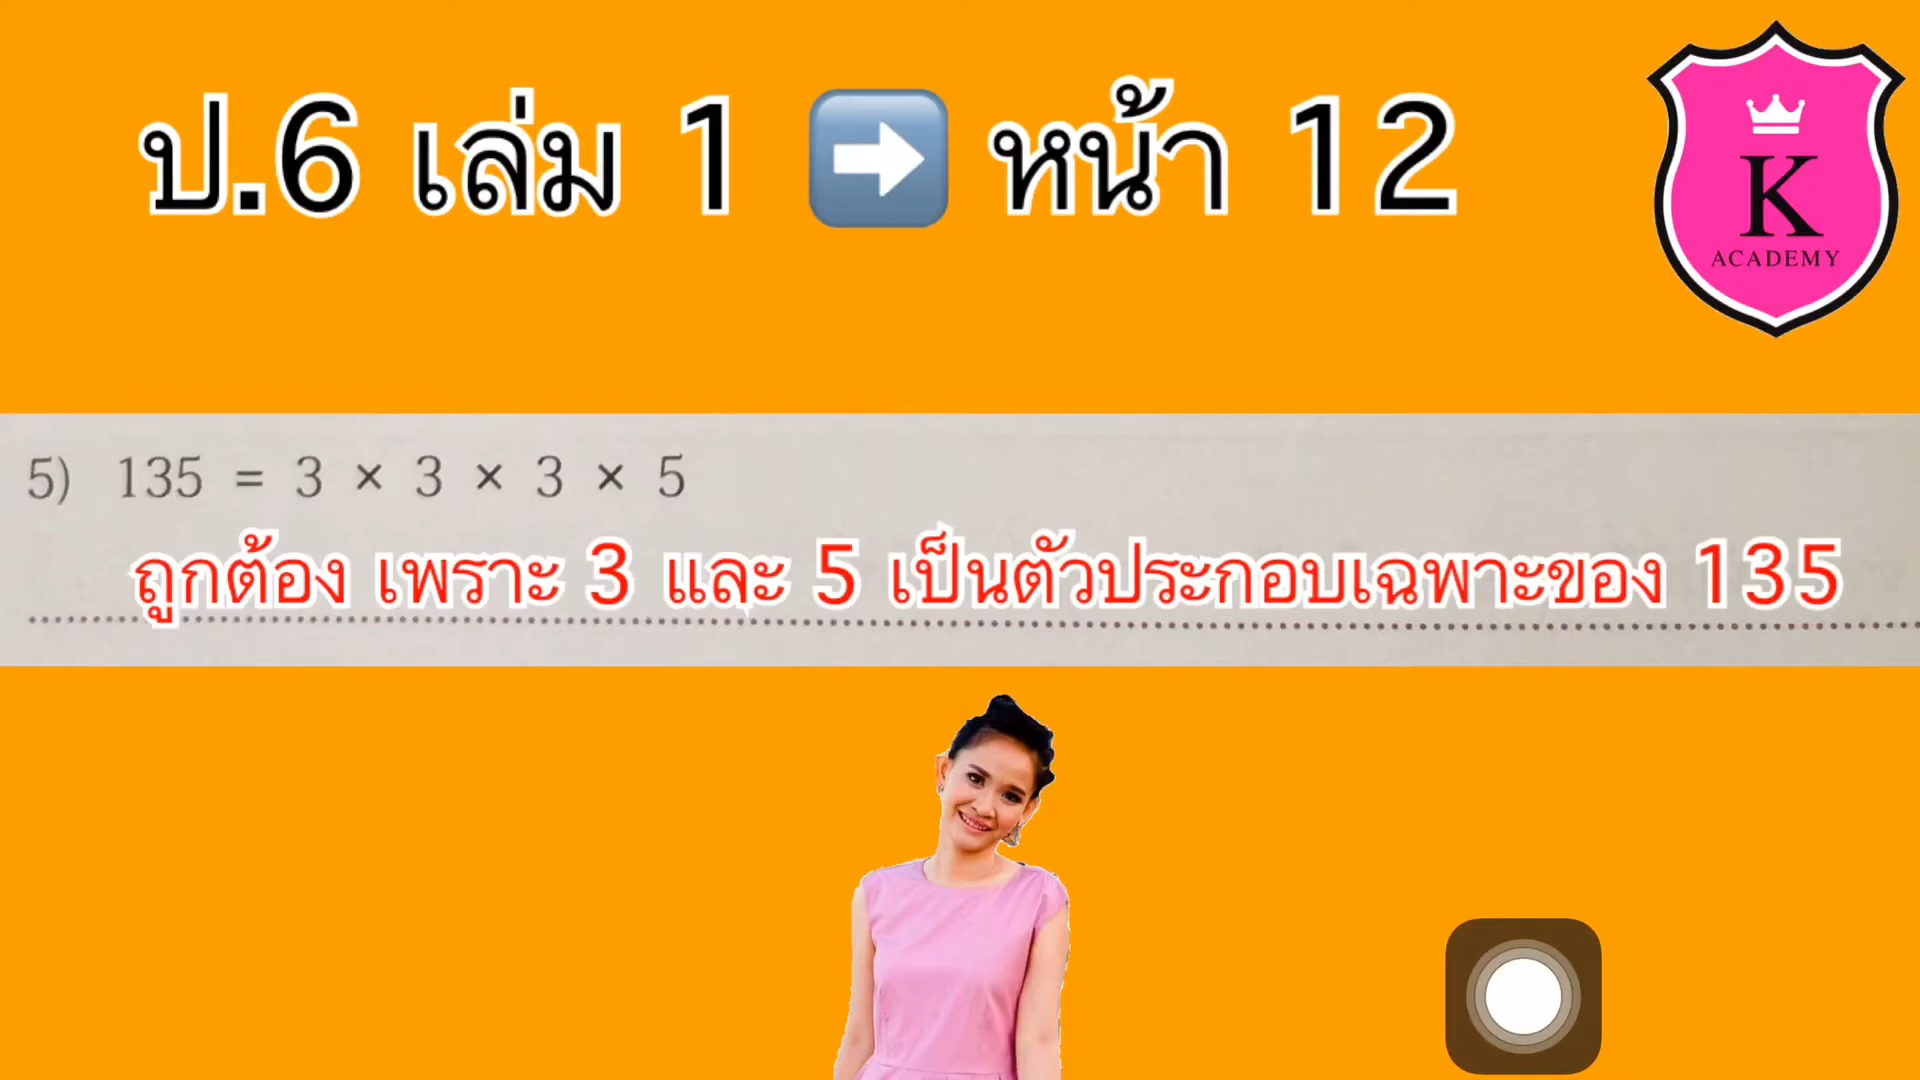 ป.6 เล่ม 1 ➡️ หน้า 12
K
ACADEMY
5) 135 = 3 × 3 × 3 × 5
ถูกต้อง เพราะ 3 และ 5 เป็นตัวประกอบเฉพาะของ 135